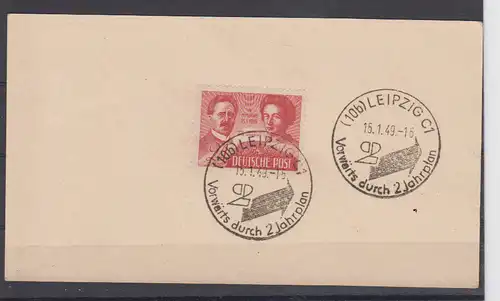 DEUTSCHE POST
(10b) LEIPZIG C1
15.1.49.-16
Vorwärts durch 2 Jahrplan
(10b) LEIPZIG C1
15.1.49.-16
Vorwärts durch 2 Jahrplan